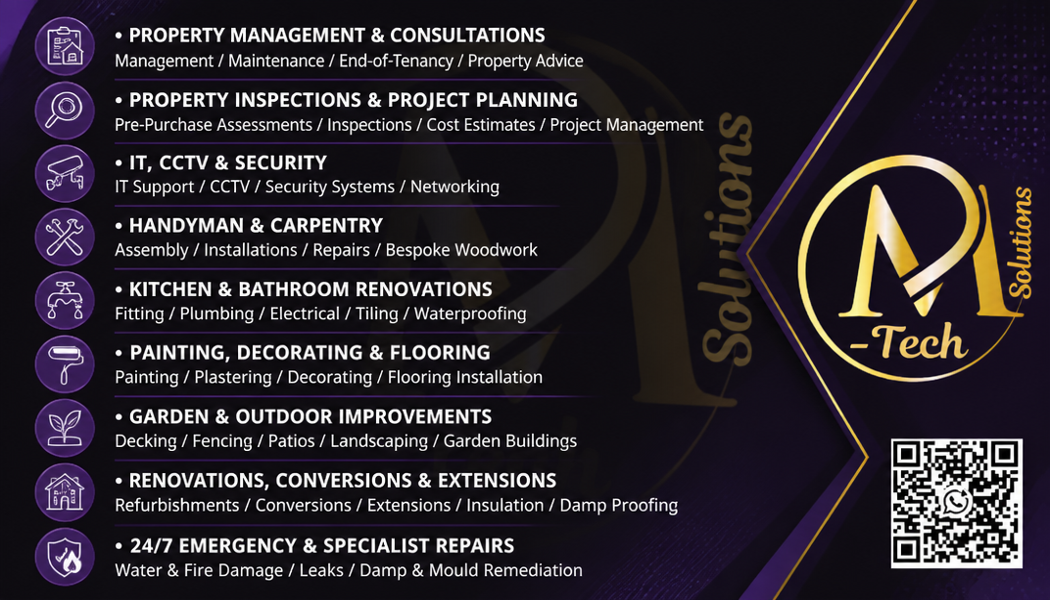 • PROPERTY MANAGEMENT & CONSULTATIONS
Management / Maintenance / End-of-Tenancy / Property Advice
• PROPERTY INSPECTIONS & PROJECT PLANNING
Pre-Purchase Assessments / Inspections / Cost Estimates / Project Management
• IT, CCTV & SECURITY
IT Support / CCTV / Security Systems / Networking
• HANDYMAN & CARPENTRY
Assembly / Installations / Repairs / Bespoke Woodwork
• KITCHEN & BATHROOM RENOVATIONS
Fitting / Plumbing / Electrical / Tiling / Waterproofing
• PAINTING, DECORATING & FLOORING
Painting / Plastering / Decorating / Flooring Installation
• GARDEN & OUTDOOR IMPROVEMENTS
Decking / Fencing / Patios / Landscaping / Garden Buildings
• RENOVATIONS, CONVERSIONS & EXTENSIONS
Refurbishments / Conversions / Extensions / Insulation / Damp Proofing
• 24/7 EMERGENCY & SPECIALIST REPAIRS
Water & Fire Damage / Leaks / Damp & Mould Remediation
Solutions
M
Solutions
-Tech